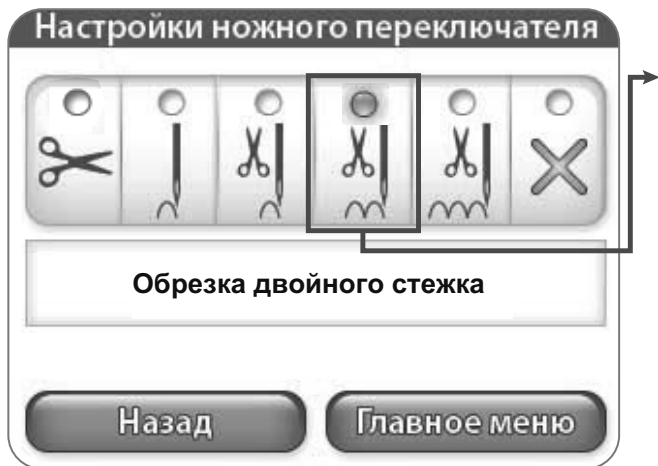 Настройки ножного переключателя
Обрезка двойного стежка
Назад
Главное меню